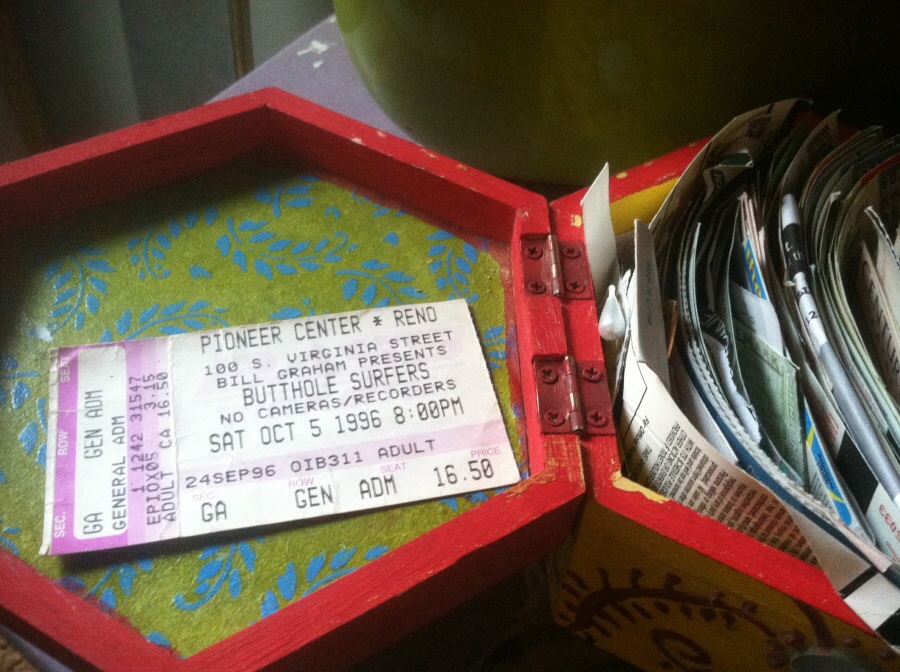 PIONEER CENTER * RENO
100 S. VIRGINIA STREET
BILL GRAHAM PRESENTS
BUTTHOLE SURFERS
NO CAMERAS/RECORDERS
SAT OCT 5 1996 8:00PM
24SEP96 OIB311 ADULT
SEC. ROW SEAT PRICE
GA GEN ADM 16.50
SEC. ROW SEAT
GA GEN ADM
GENERAL ADM
1 1242 31547
EPIOX05 3.15
ADULT CA 16.50